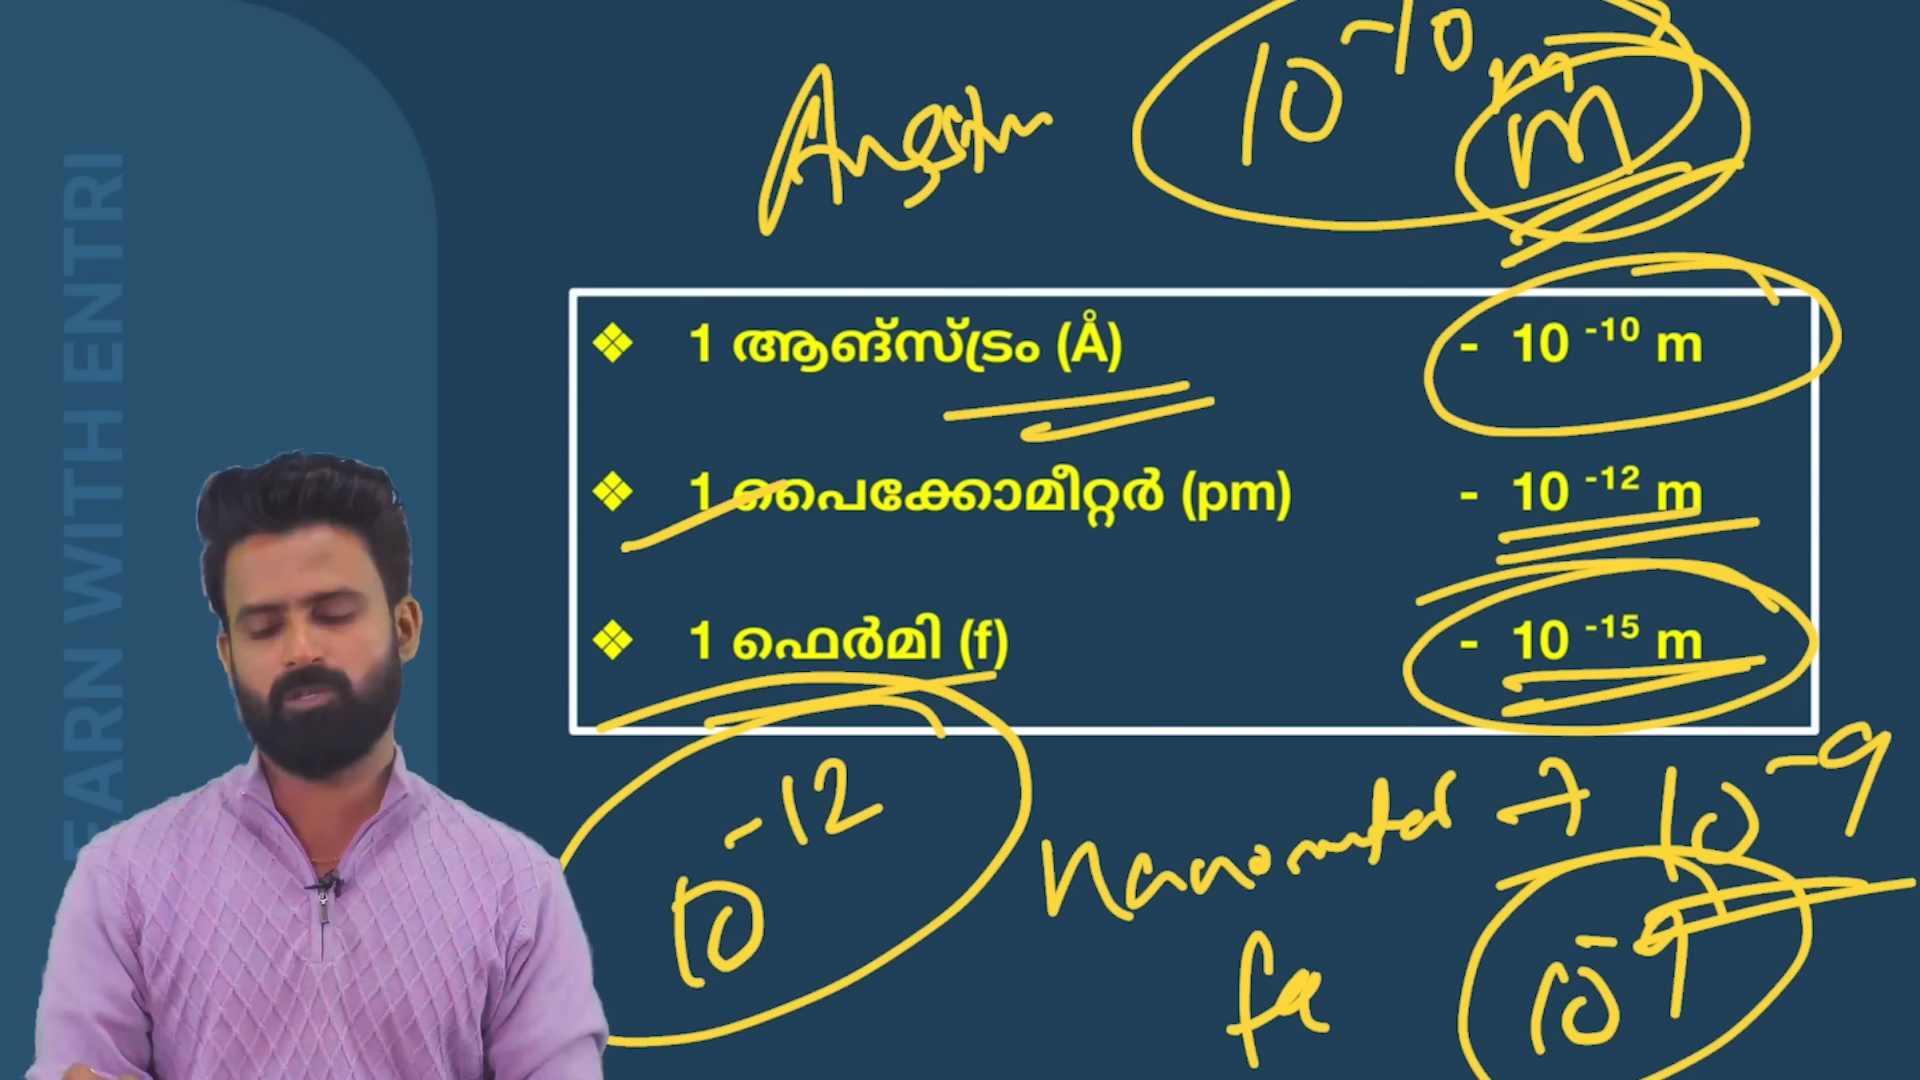 10⁻¹⁰ m
m
❖ 1 ആങ്സ്ട്രം (Å) - 10 ⁻¹⁰ m
❖ 1 പൈക്കോമീറ്റർ (pm) - 10 ⁻¹² m
❖ 1 ഫെർമി (f) - 10 ⁻¹⁵ m
10⁻¹²
Nanometer → 10⁻⁹
fe 10⁻⁹
LEARN WITH ENTRI